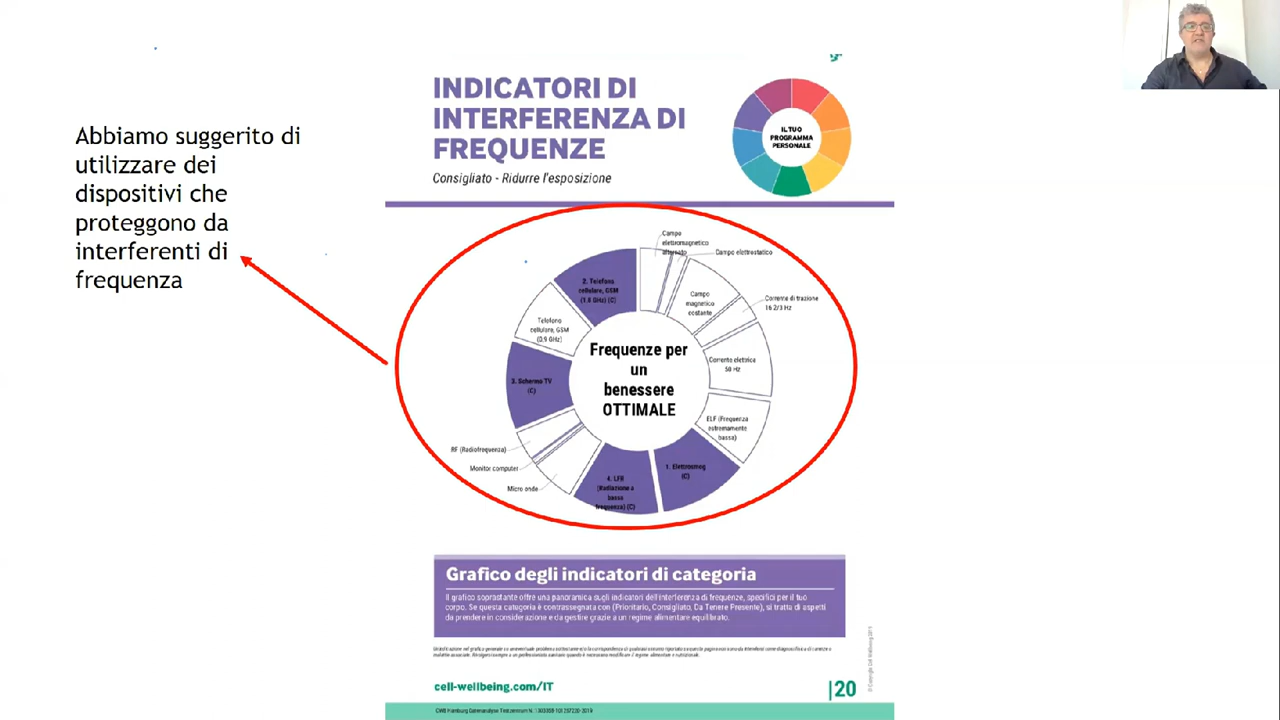 Abbiamo suggerito di
utilizzare dei
dispositivi che
proteggono da
interferenti di
frequenza
INDICATORI DI
INTERFERENZA DI
FREQUENZE
Consigliato - Ridurre l'esposizione
IL TUO
PROGRAMMA
PERSONALE
Campo
elettromagnetico
alternato
Campo elettrostatico
Campo
magnetico
costante
Corrente di trazione
16 2/3 Hz
Corrente elettrica
50 Hz
ELF (Frequenza
estremamente
bassa)
1. Elettrosmog
(C)
4. LFR
(Radiazione a
bassa
frequenza) (C)
Micro onde
Monitor computer
RF (Radiofrequenza)
3. Schermo TV
(C)
Telefono
cellulare, GSM
(0,9 GHz)
2. Telefono
cellulare, GSM
(1,8 GHz) (C)
Frequenze per
un
benessere
OTTIMALE
Grafico degli indicatori di categoria
Il grafico soprastante offre una panoramica sugli indicatori dell'interferenza di frequenze, specifici per il tuo
corpo. Se questa categoria è contrassegnata con (Prioritario, Consigliato, Da Tenere Presente), si tratta di aspetti
da prendere in considerazione e da gestire grazie a un regime alimentare equilibrato.
cell-wellbeing.com/IT
|20